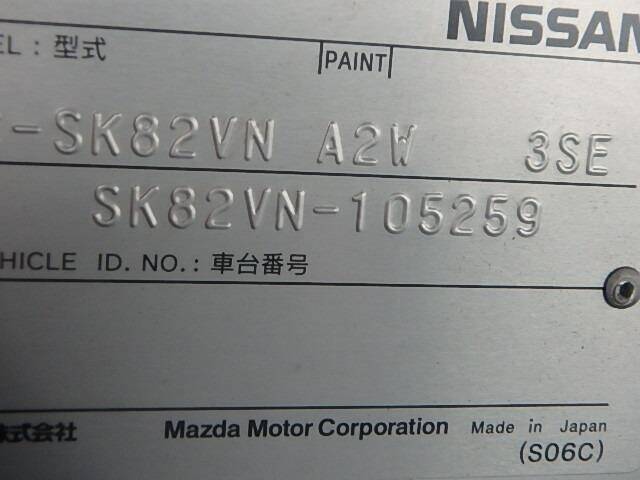 NISSAN
EL : 型式
PAINT
-SK82VN A2W 3SE
SK82VN-105259
HICLE ID. NO. : 車台番号
株式会社 Mazda Motor Corporation Made in Japan
(S06C)